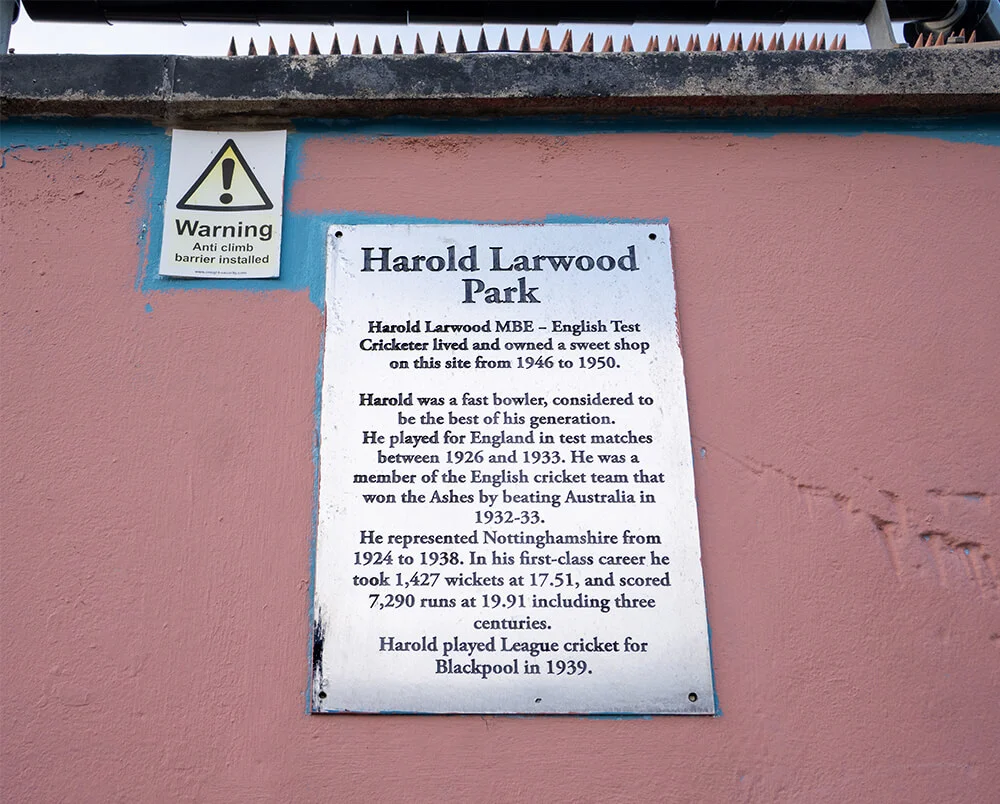 Warning
Anti climb
barrier installed
Harold Larwood
Park
Harold Larwood MBE – English Test
Cricketer lived and owned a sweet shop
on this site from 1946 to 1950.
Harold was a fast bowler, considered to
be the best of his generation.
He played for England in test matches
between 1926 and 1933. He was a
member of the English cricket team that
won the Ashes by beating Australia in
1932-33.
He represented Nottinghamshire from
1924 to 1938. In his first-class career he
took 1,427 wickets at 17.51, and scored
7,290 runs at 19.91 including three
centuries.
Harold played League cricket for
Blackpool in 1939.